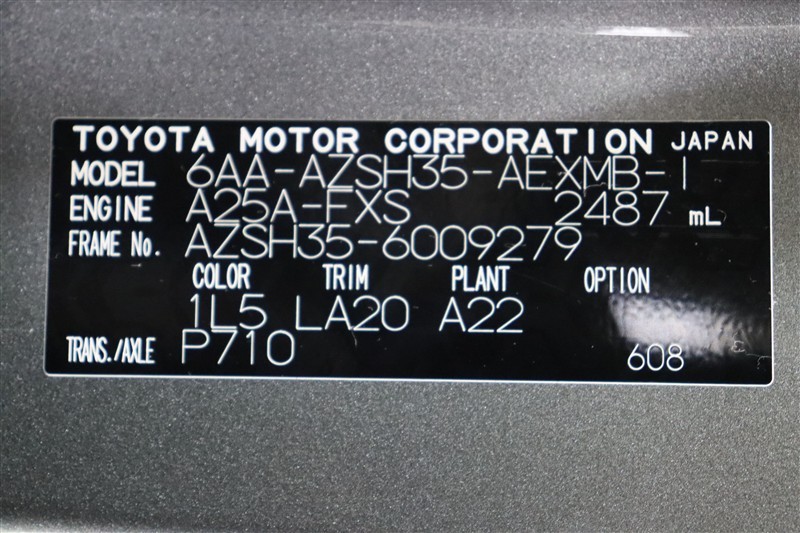 TOYOTA MOTOR CORPORATION JAPAN
MODEL 6AA-AZSH35-AEXMB-I
ENGINE A25A-FXS 2487 mL
FRAME No. AZSH35-6009279
COLOR TRIM PLANT OPTION
1L5 LA20 A22
TRANS./AXLE P710 608